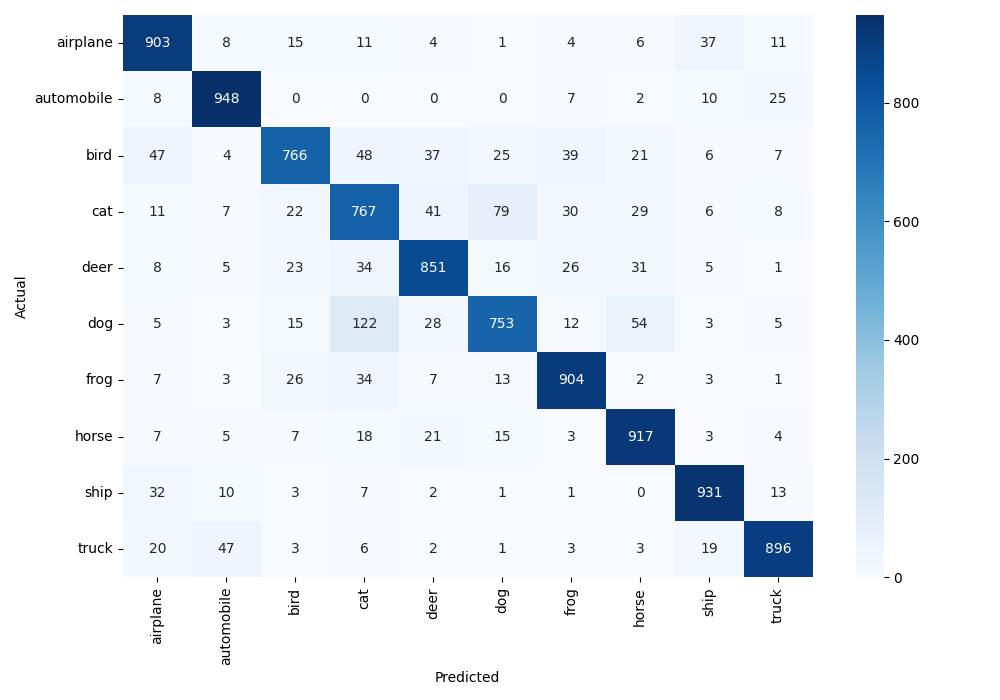 airplane 903 8 15 11 4 1 4 6 37 11
automobile 8 948 0 0 0 0 7 2 10 25
bird 47 4 766 48 37 25 39 21 6 7
cat 11 7 22 767 41 79 30 29 6 8
deer 8 5 23 34 851 16 26 31 5 1
dog 5 3 15 122 28 753 12 54 3 5
frog 7 3 26 34 7 13 904 2 3 1
horse 7 5 7 18 21 15 3 917 3 4
ship 32 10 3 7 2 1 1 0 931 13
truck 20 47 3 6 2 1 3 3 19 896
airplane automobile bird cat deer dog frog horse ship truck
Predicted
Actual
800
600
400
200
0